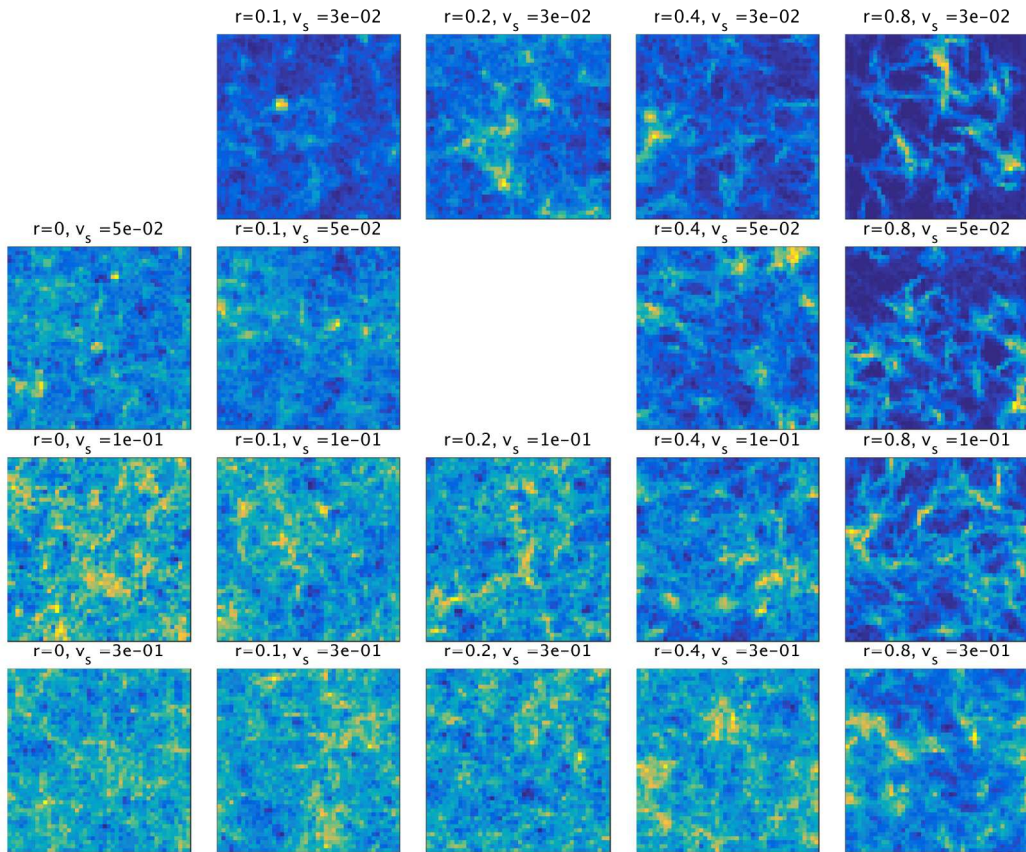 r=0.1, v_s =3e-02
r=0.2, v_s =3e-02
r=0.4, v_s =3e-02
r=0.8, v_s =3e-02
r=0, v_s =5e-02
r=0.1, v_s =5e-02
r=0.4, v_s =5e-02
r=0.8, v_s =5e-02
r=0, v_s =1e-01
r=0.1, v_s =1e-01
r=0.2, v_s =1e-01
r=0.4, v_s =1e-01
r=0.8, v_s =1e-01
r=0, v_s =3e-01
r=0.1, v_s =3e-01
r=0.2, v_s =3e-01
r=0.4, v_s =3e-01
r=0.8, v_s =3e-01